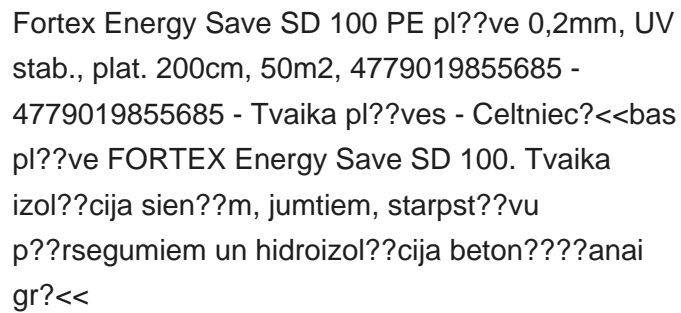 Fortex Energy Save SD 100 PE pl??ve 0,2mm, UV
stab., plat. 200cm, 50m2, 4779019855685 -
4779019855685 - Tvaika pl??ves - Celtniec?<<bas
pl??ve FORTEX Energy Save SD 100. Tvaika
izol??cija sien??m, jumtiem, starpst??vu
p??rsegumiem un hidroizol??cija beton????anai
gr?<<